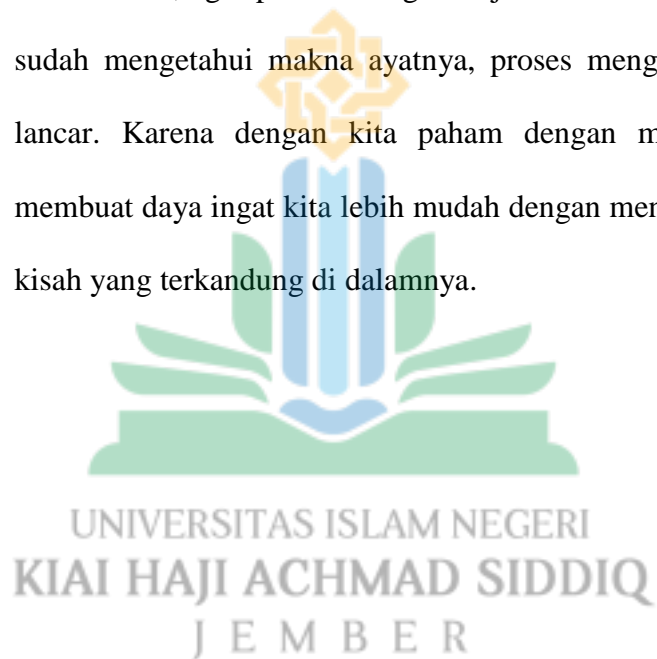 sudah mengetahui makna ayatnya, proses meng
lancar. Karena dengan kita paham dengan m
membuat daya ingat kita lebih mudah dengan mer
kisah yang terkandung di dalamnya.
UNIVERSITAS ISLAM NEGERI
KIAI HAJI ACHMAD SIDDIQ
J E M B E R